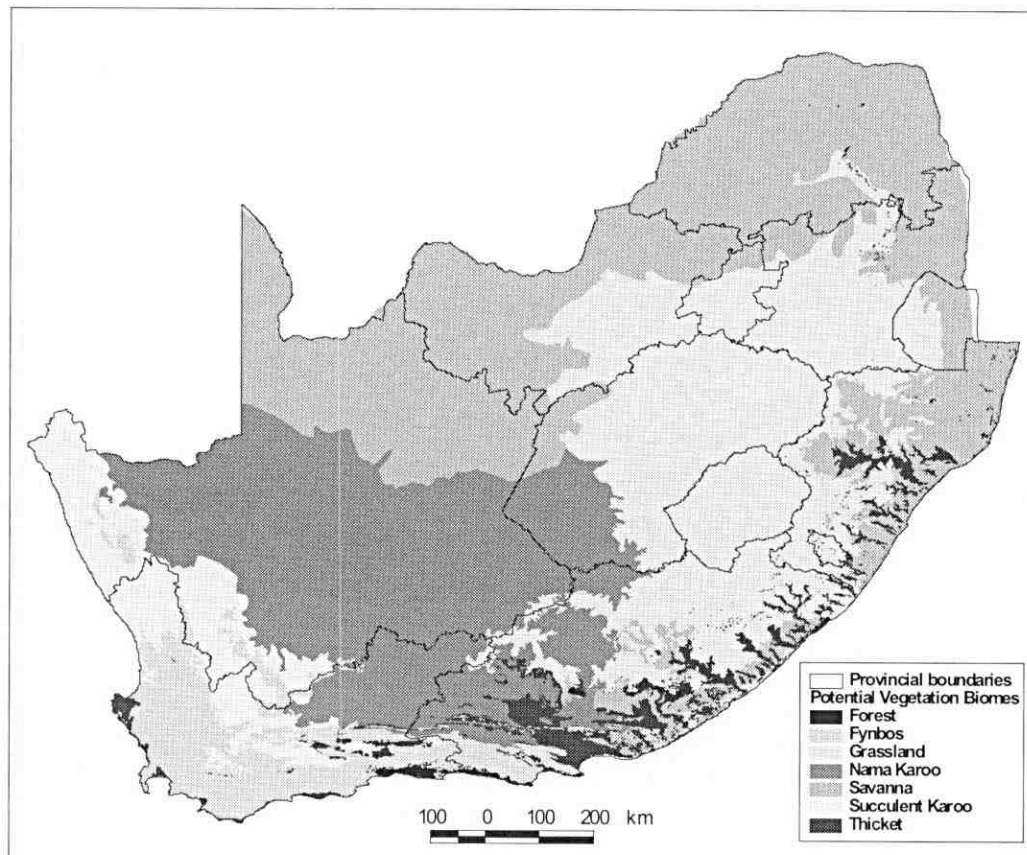 Provincial boundaries
Potential Vegetation Biomes
Forest
Fynbos
Grassland
Nama Karoo
Savanna
Succulent Karoo
Thicket
100 0 100 200 km